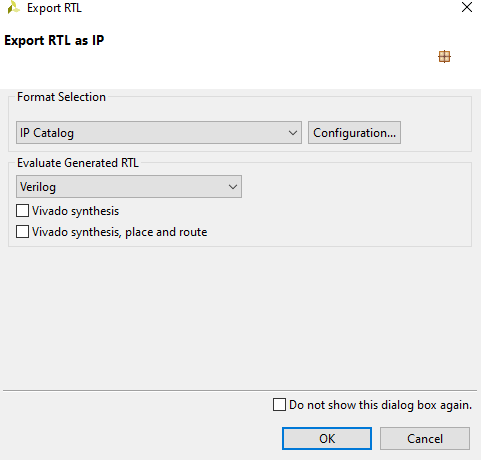 Export RTL
Export RTL as IP
Format Selection
IP Catalog
Configuration...
Evaluate Generated RTL
Verilog
Vivado synthesis
Vivado synthesis, place and route
Do not show this dialog box again.
OK
Cancel